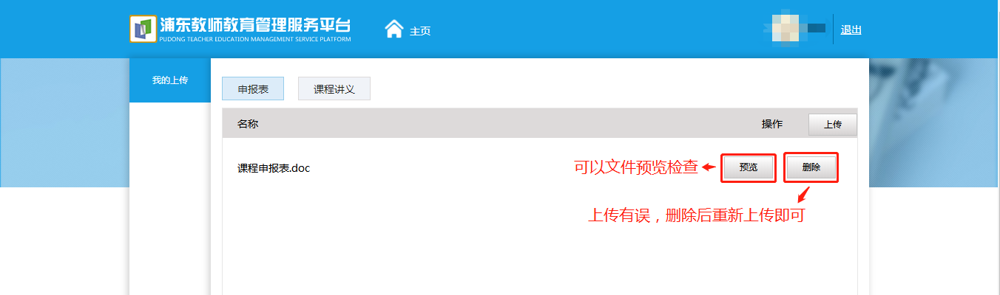 浦东教师教育管理服务平台
PUDONG TEACHER EDUCATION MANAGEMENT SERVICE PLATFORM
主页
退出
我的上传
申报表 课程讲义
名称 操作 上传
课程申报表.doc 可以文件预览检查 预览 删除
上传有误，删除后重新上传即可